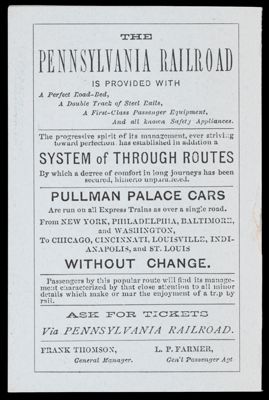 THE
PENNSYLVANIA RAILROAD
IS PROVIDED WITH
A Perfect Road-Bed,
A Double Track of Steel Rails,
A First-Class Passenger Equipment,
And all known Safety Appliances.
The progressive spirit of its management, ever striving
toward perfection has established in addition a
SYSTEM of THROUGH ROUTES
By which a degree of comfort in long journeys has been
secured, hitherto unparalleled.
PULLMAN PALACE CARS
Are run on all Express Trains as over a single road.
From NEW YORK, PHILADELPHIA, BALTIMORE,
and WASHINGTON,
To CHICAGO, CINCINNATI, LOUISVILLE, INDI-
ANAPOLIS, and ST. LOUIS
WITHOUT CHANGE.
Passengers by this popular route will find its manage-
ment characterized by that close attention to all minor
details which make or mar the enjoyment of a trip by
rail.
ASK FOR TICKETS
Via PENNSYLVANIA RAILROAD.
FRANK THOMSON, L. P. FARMER,
General Manager. Gen'l Passenger Agt